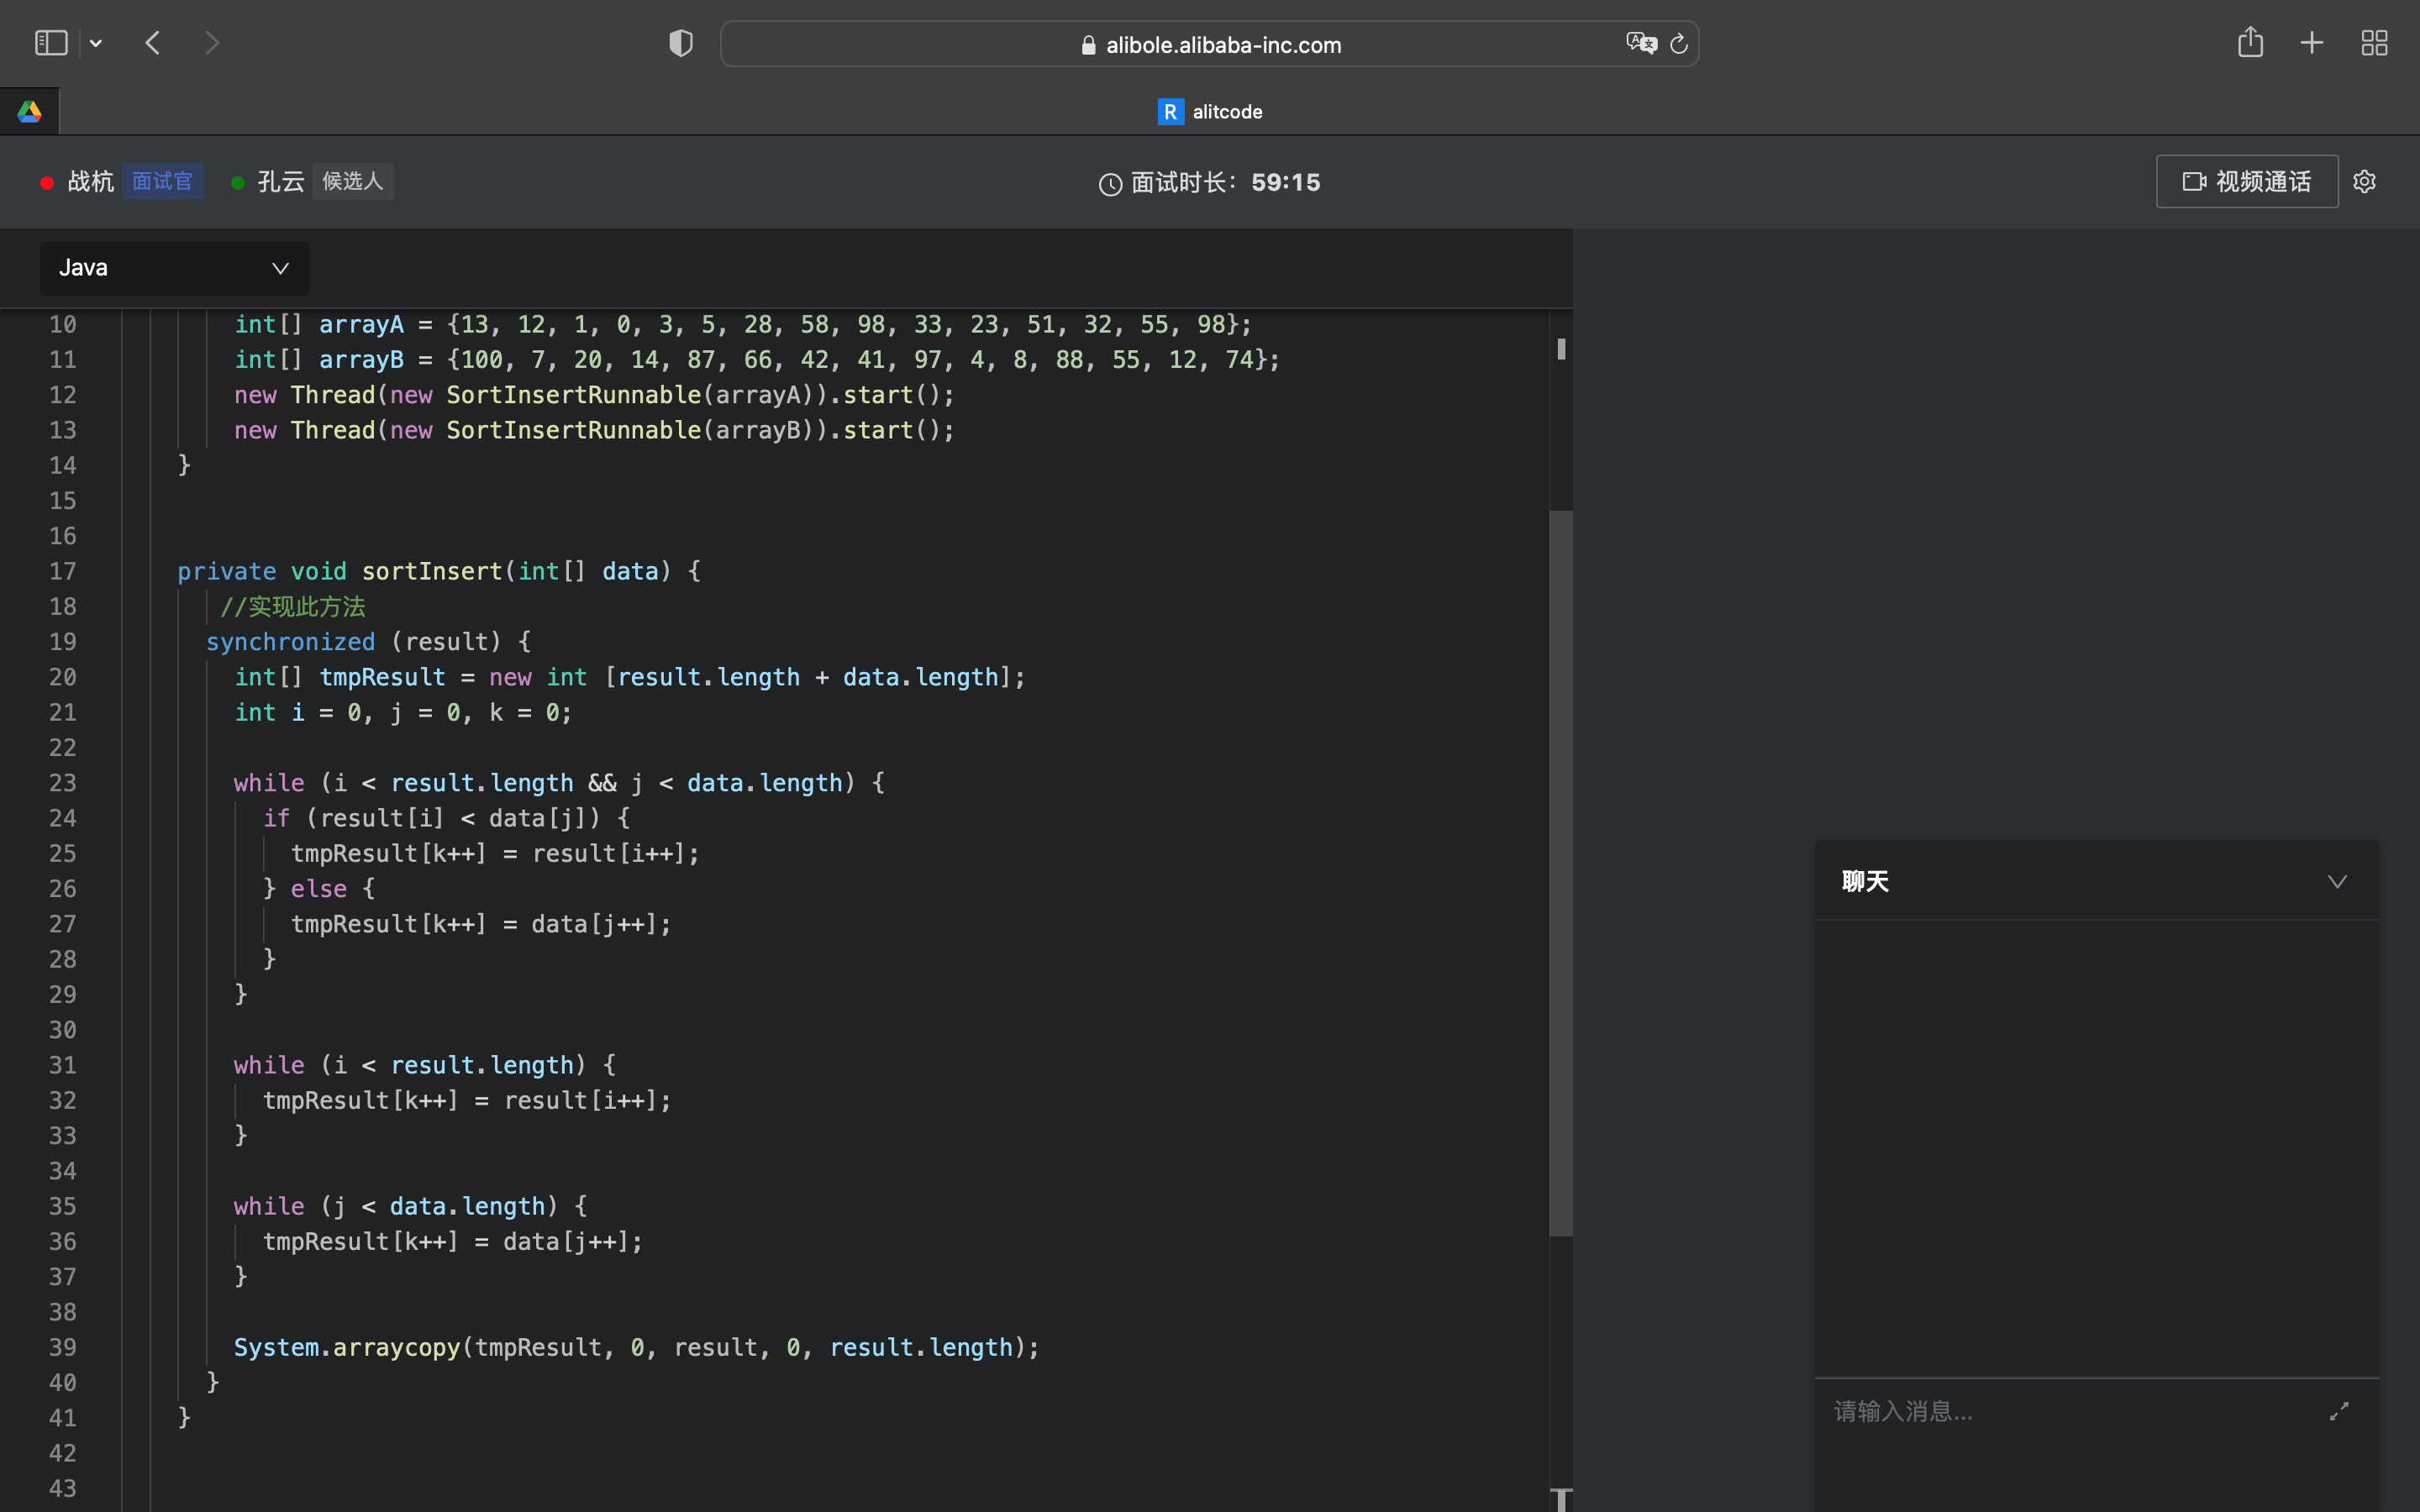 alibole.alibaba-inc.com
R alitcode
战杭 面试官 孔云 候选人 面试时长：59:15 视频通话
Java
10 int[] arrayA = {13, 12, 1, 0, 3, 5, 28, 58, 98, 33, 23, 51, 32, 55, 98};
11 int[] arrayB = {100, 7, 20, 14, 87, 66, 42, 41, 97, 4, 8, 88, 55, 12, 74};
12 new Thread(new SortInsertRunnable(arrayA)).start();
13 new Thread(new SortInsertRunnable(arrayB)).start();
14 }
15
16
17 private void sortInsert(int[] data) {
18 //实现此方法
19 synchronized (result) {
20 int[] tmpResult = new int [result.length + data.length];
21 int i = 0, j = 0, k = 0;
22
23 while (i < result.length && j < data.length) {
24 if (result[i] < data[j]) {
25 tmpResult[k++] = result[i++];
26 } else {
27 tmpResult[k++] = data[j++];
28 }
29 }
30
31 while (i < result.length) {
32 tmpResult[k++] = result[i++];
33 }
34
35 while (j < data.length) {
36 tmpResult[k++] = data[j++];
37 }
38
39 System.arraycopy(tmpResult, 0, result, 0, result.length);
40 }
41 }
42
43
聊天
请输入消息...